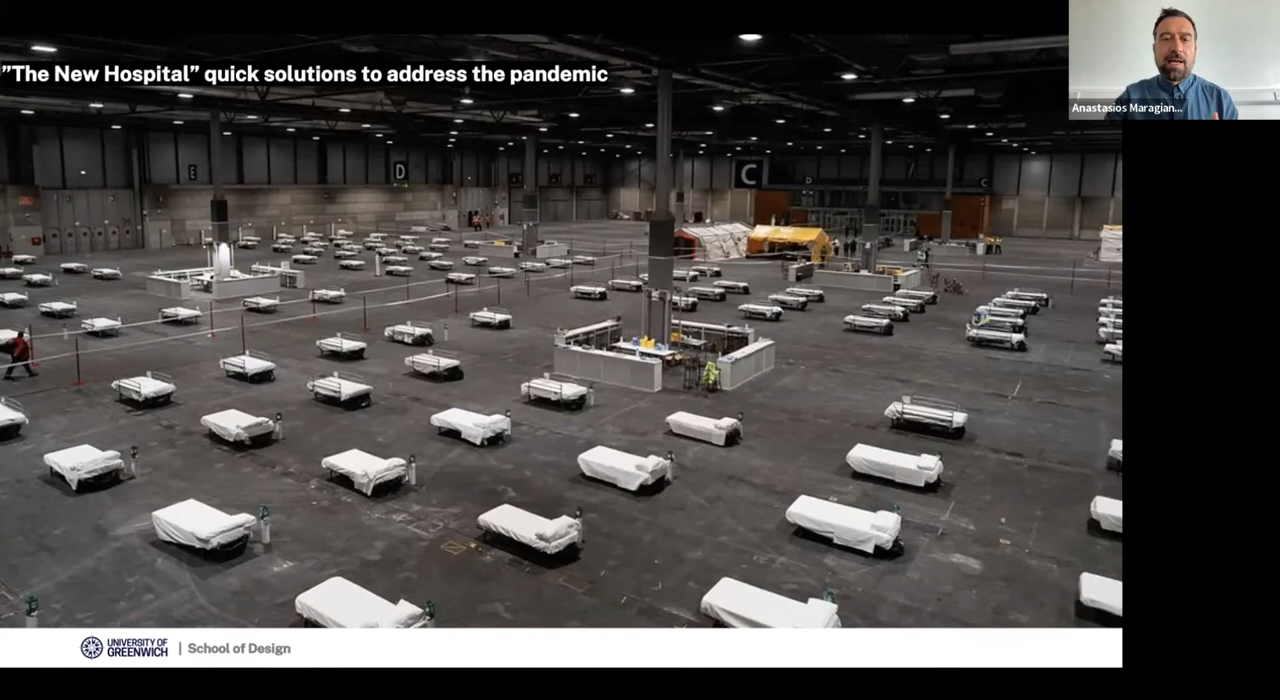 ”The New Hospital” quick solutions to address the pandemic
Anastasios Maragian...
E
D
C
D
C
UNIVERSITY OF
GREENWICH
| School of Design